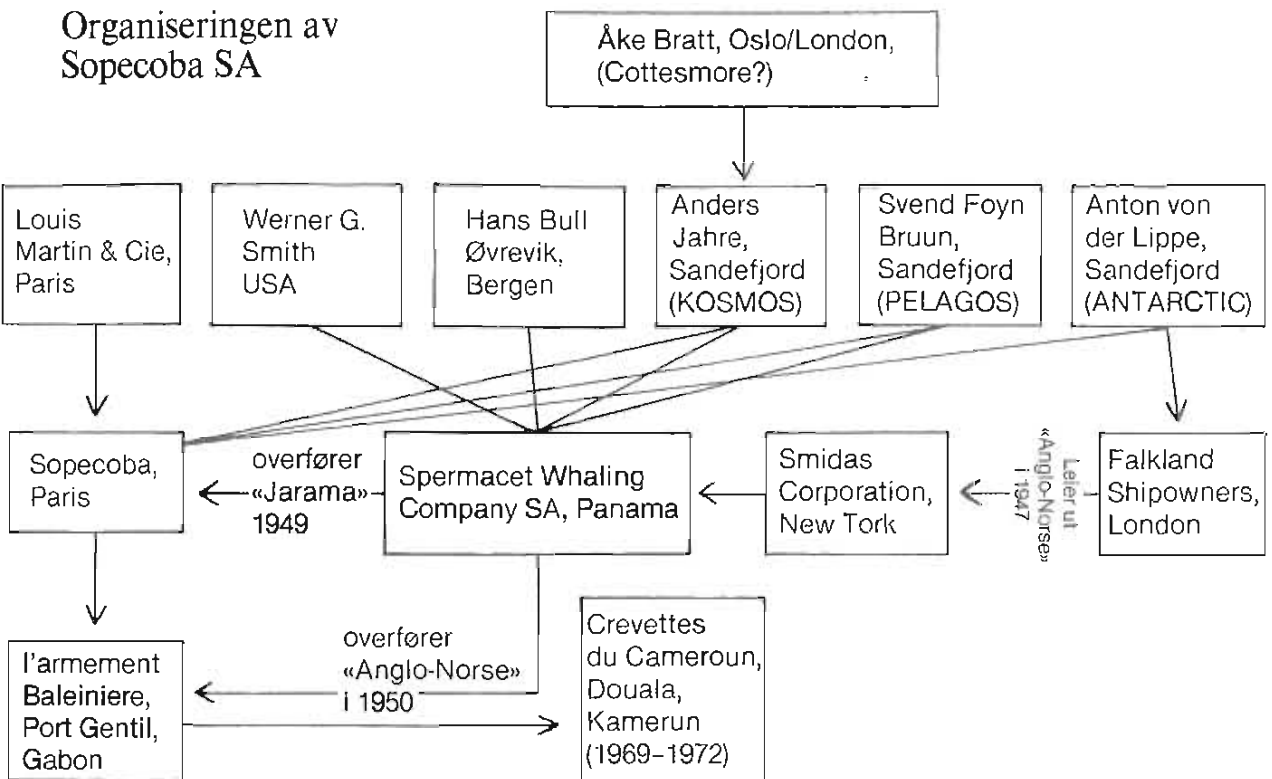 Organiseringen av
Sopecoba SA
Åke Bratt, Oslo/London,
(Cottesmore?)
Louis
Martin & Cie,
Paris
Werner G.
Smith
USA
Hans Bull
Øvrevik,
Bergen
Anders
Jahre,
Sandefjord
(KOSMOS)
Svend Foyn
Bruun,
Sandefjord
(PELAGOS)
Anton von
der Lippe,
Sandefjord
(ANTARCTIC)
Sopecoba,
Paris
overfører
«Jarama»
1949
Spermacet Whaling
Company SA, Panama
Smidas
Corporation,
New Tork
Leier ut
«Anglo-Norse»
i 1947
Falkland
Shipowners,
London
l'armement
Baleiniere,
Port Gentil,
Gabon
overfører
«Anglo-Norse»
i 1950
Crevettes
du Cameroun,
Douala,
Kamerun
(1969-1972)